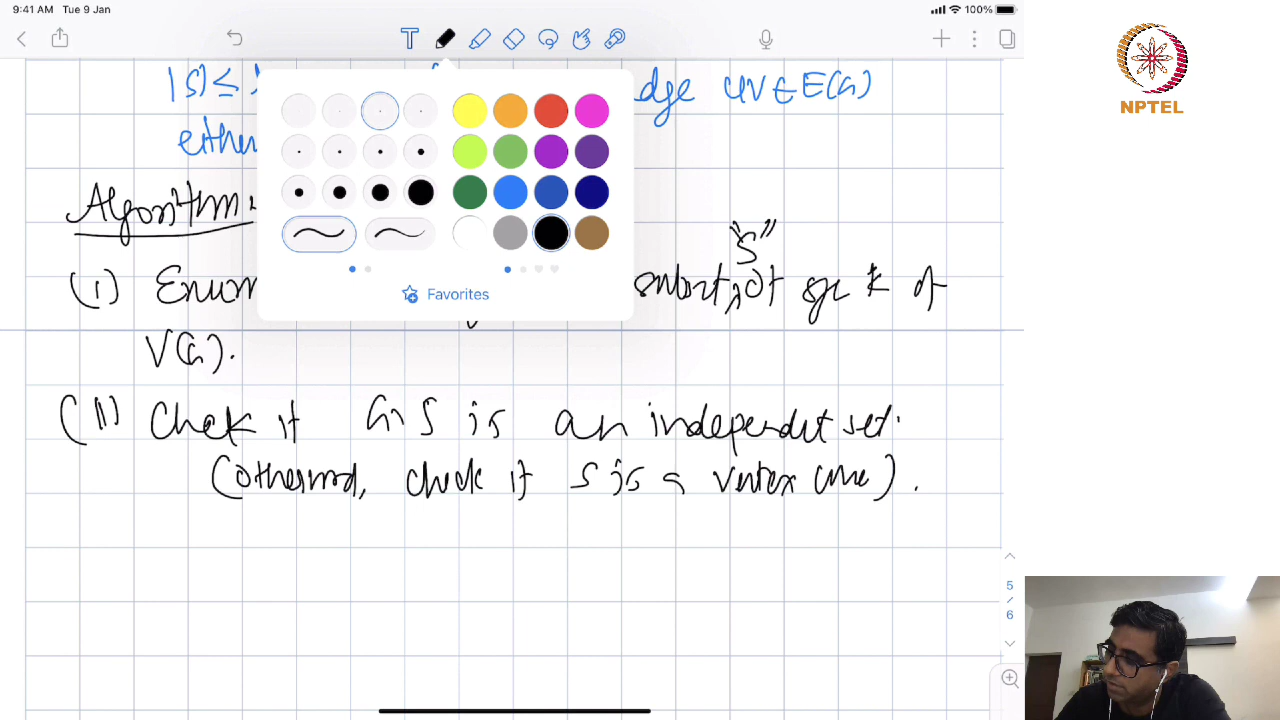 9:41 AM Tue 9 Jan
100%
NPTEL
|S| ≤ edge uv ∈ E(G)
either
Algorithm:
"S"
(i) Enum of size k of
V(G).
(ii) Check if G\S is an independent set.
(otherwise, check if S is a vertex cover).
Favorites
5
/
6